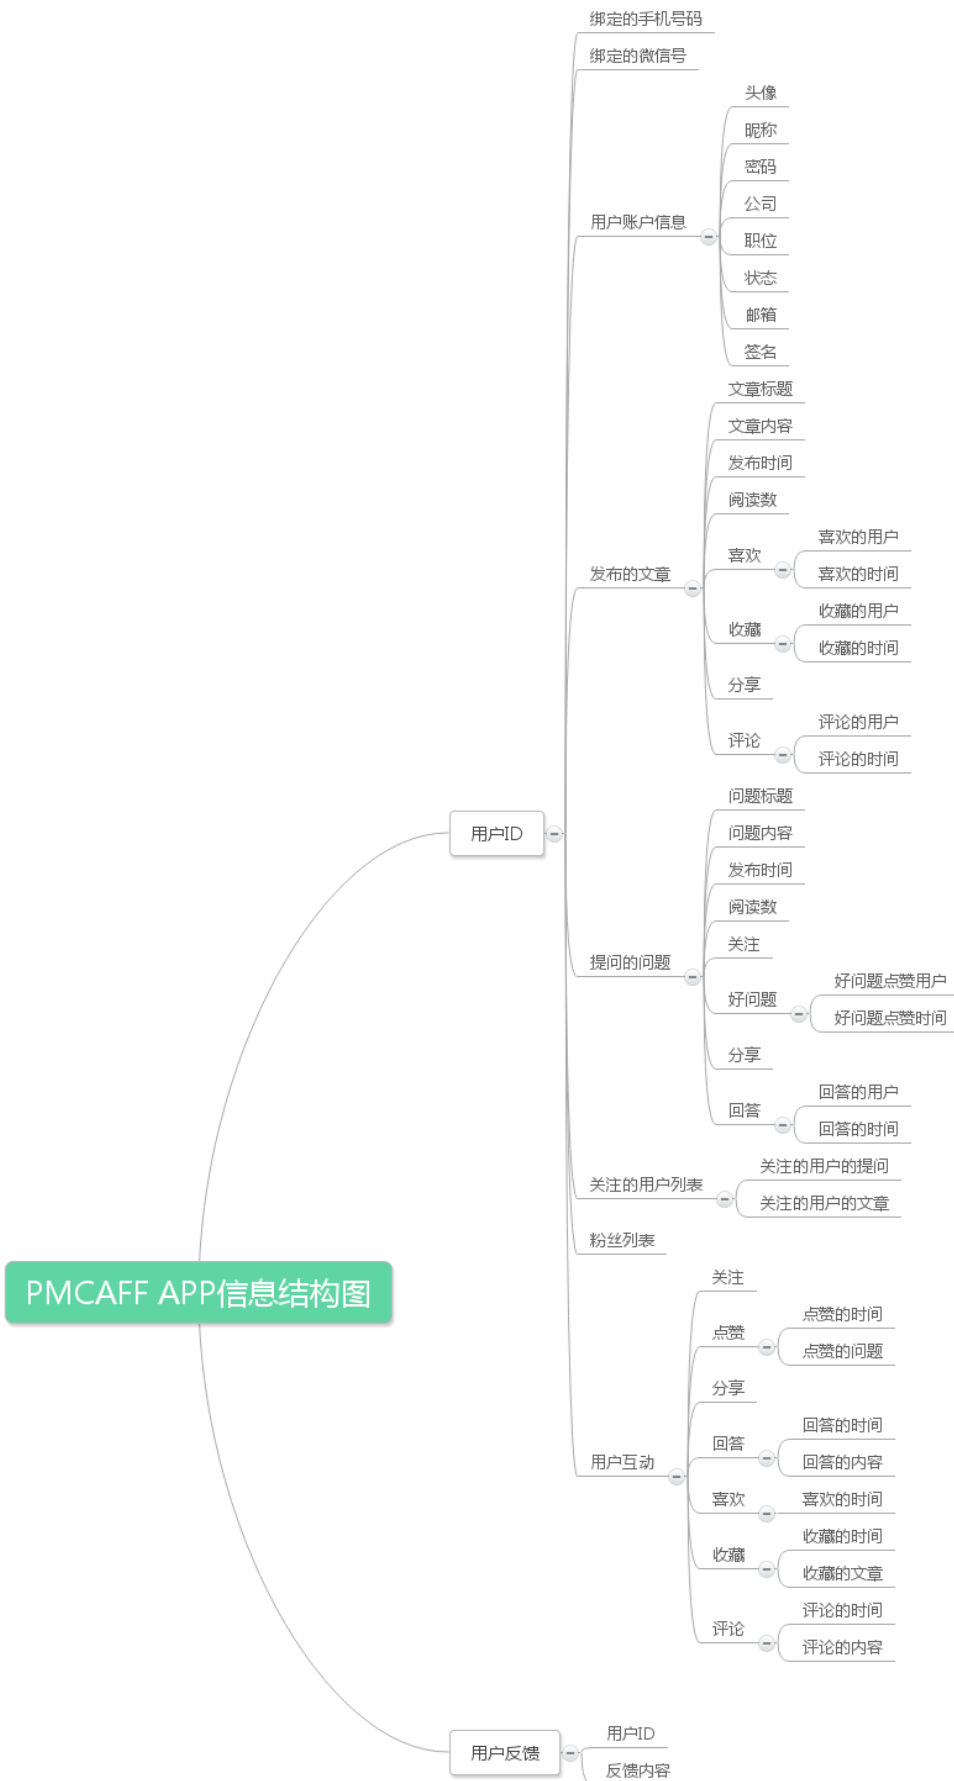 绑定的手机号码
绑定的微信号
头像
昵称
密码
公司
用户账户信息
职位
状态
邮箱
签名
文章标题
文章内容
发布时间
阅读数
喜欢的用户
喜欢
喜欢的时间
发布的文章
收藏的用户
收藏
收藏的时间
分享
评论的用户
评论
评论的时间
问题标题
用户ID
问题内容
发布时间
阅读数
关注
提问的问题
好问题点赞用户
好问题
好问题点赞时间
分享
回答的用户
回答
回答的时间
关注的用户的提问
关注的用户列表
关注的用户的文章
粉丝列表
PMCAFF APP信息结构图
关注
点赞的时间
点赞
点赞的问题
分享
回答的时间
回答
用户互动
回答的内容
喜欢
喜欢的时间
收藏的时间
收藏
收藏的文章
评论的时间
评论
评论的内容
用户ID
用户反馈
反馈内容